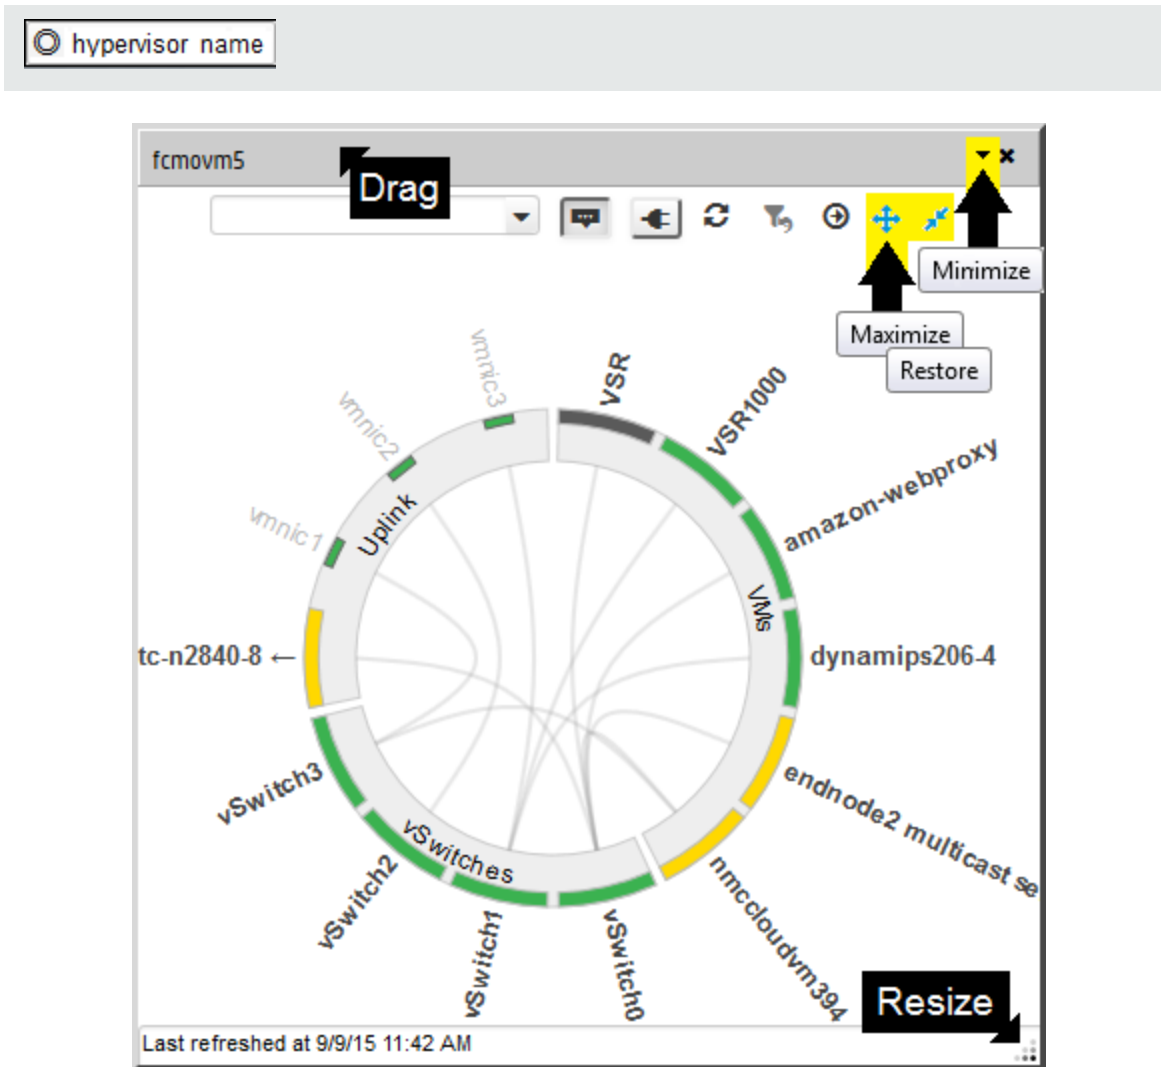 hypervisor name
fcmovm5
Drag
Minimize
Maximize
Restore
vmnic3
VSR
VSR1000
vmnic2
amazon-webproxy
Uplink
vmnic1
VMs
tc-n2840-8 ←
dynamips206-4
vSwitch3
endnode2 multicast se
vSwitches
vSwitch2
nmccloudvm394
vSwitch1
vSwitch0
Resize
Last refreshed at 9/9/15 11:42 AM